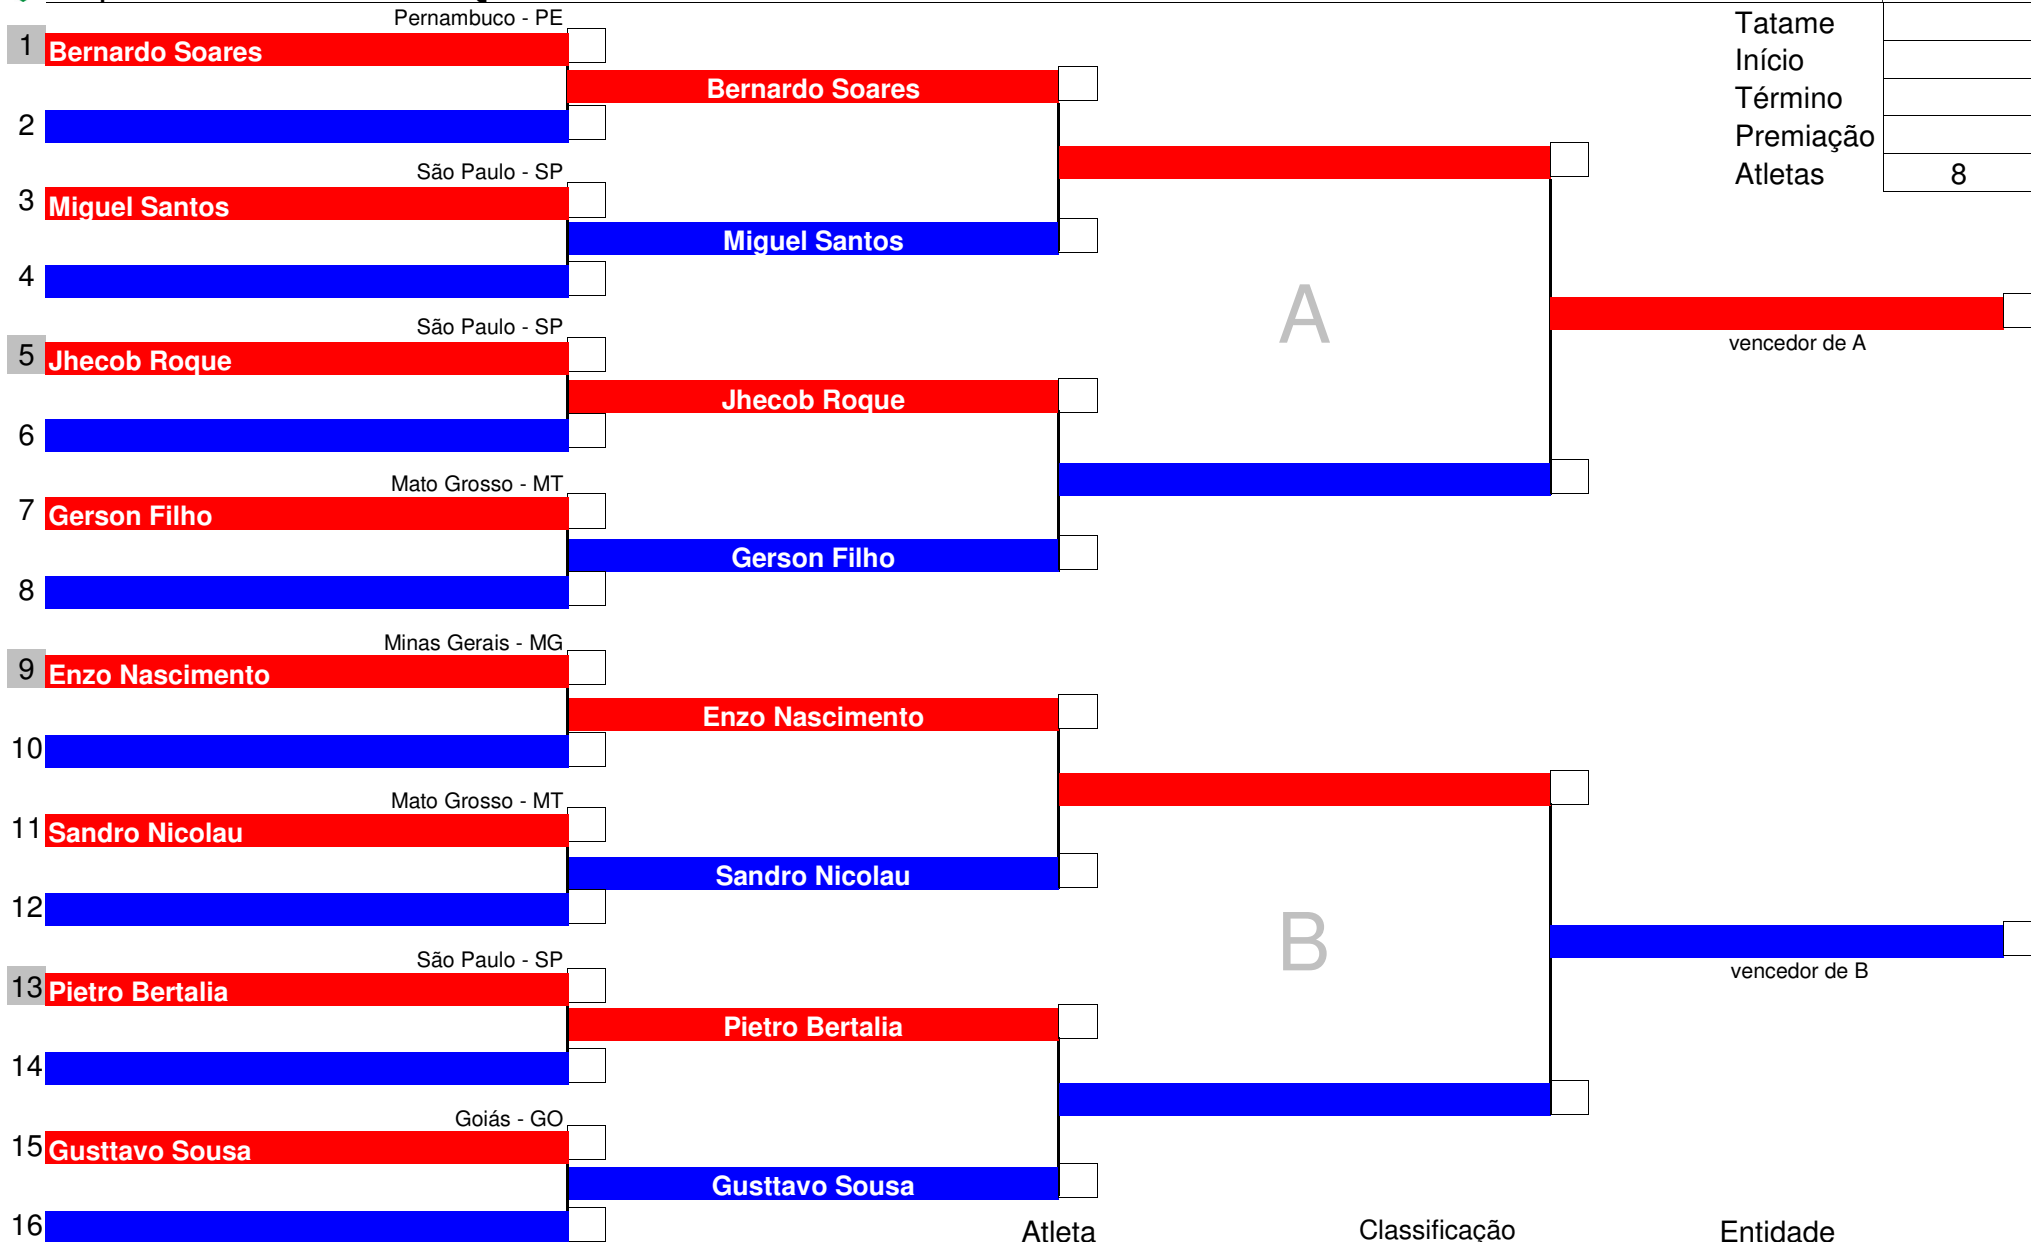 Pernambuco - PE
1 Bernardo Soares
Bernardo Soares
2
São Paulo - SP
3 Miguel Santos
Miguel Santos
4
São Paulo - SP
5 Jhecob Roque
Jhecob Roque
6
Mato Grosso - MT
7 Gerson Filho
Gerson Filho
8
Minas Gerais - MG
9 Enzo Nascimento
Enzo Nascimento
10
Mato Grosso - MT
11 Sandro Nicolau
Sandro Nicolau
12
São Paulo - SP
13 Pietro Bertalia
Pietro Bertalia
14
Goiás - GO
15 Gusttavo Sousa
Gusttavo Sousa
16
A
B
vencedor de A
vencedor de B
Tatame
Início
Término
Premiação
Atletas 8
Atleta Classificação Entidade